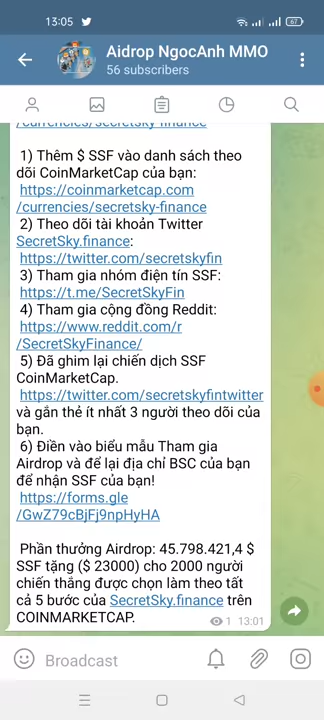 13:05
67
Aidrop NgocAnh MMO
56 subscribers
/currencies/secretsky-finance
1) Thêm $ SSF vào danh sách theo
dõi CoinMarketCap của bạn:
https://coinmarketcap.com
/currencies/secretsky-finance
2) Theo dõi tài khoản Twitter
SecretSky.finance:
https://twitter.com/secretskyfin
3) Tham gia nhóm điện tín SSF:
https://t.me/SecretSkyFin
4) Tham gia cộng đồng Reddit:
https://www.reddit.com/r
/SecretSkyFinance/
5) Đã ghim lại chiến dịch SSF
CoinMarketCap.
https://twitter.com/secretskyfintwitter
và gắn thẻ ít nhất 3 người theo dõi của
bạn.
6) Điền vào biểu mẫu Tham gia
Airdrop và để lại địa chỉ BSC của bạn
để nhận SSF của bạn!
https://forms.gle
/GwZ79cBjFj9npHyHA
Phần thưởng Airdrop: 45.798.421,4 $
SSF tặng ($ 23000) cho 2000 người
chiến thắng được chọn làm theo tất
cả 5 bước của SecretSky.finance trên
COINMARKETCAP.
1 13:01
Broadcast